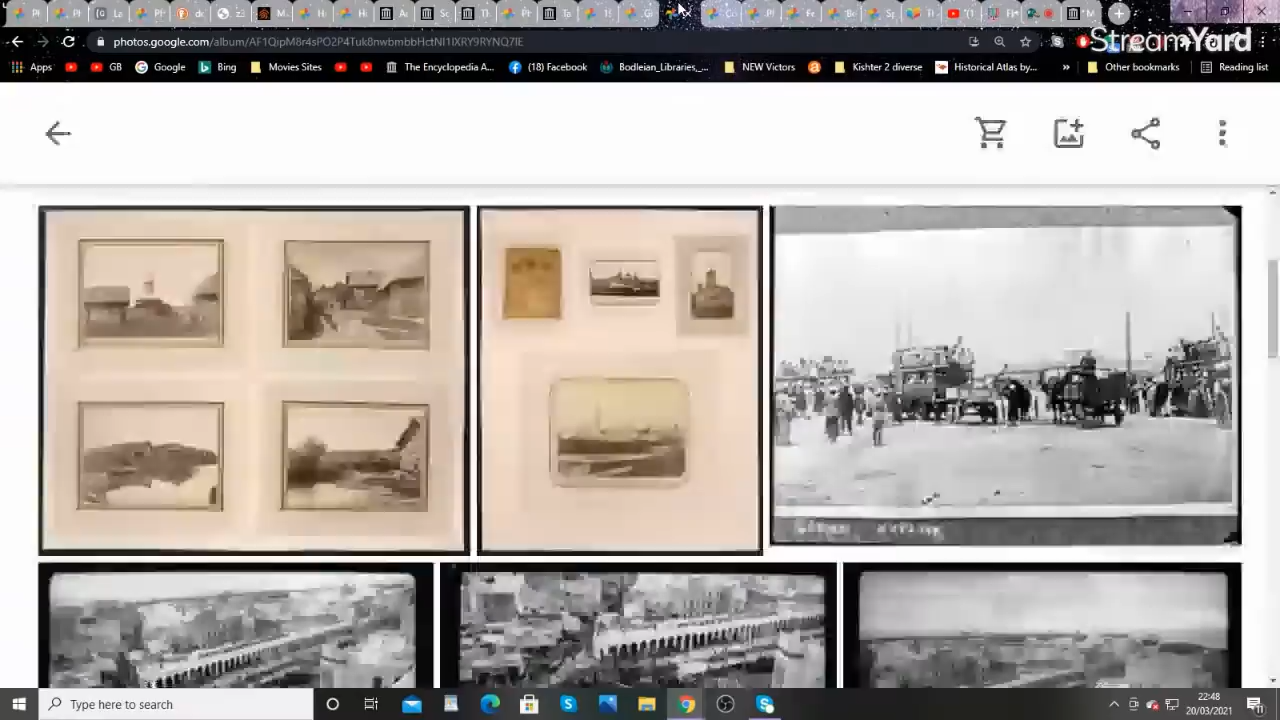 StreamYard
photos.google.com/album/AF1QipM8r4sPO2P4Tuk8nwbmbbHctNI1IXRY9RYNQ7IE
Apps
GB
Google
Bing
Movies Sites
The Encyclopedia A...
(18) Facebook
Bodleian_Libraries,_...
NEW Victors
Kishter 2 diverse
Historical Atlas by...
»
Other bookmarks
Reading list
Type here to search
22:48
20/03/2021